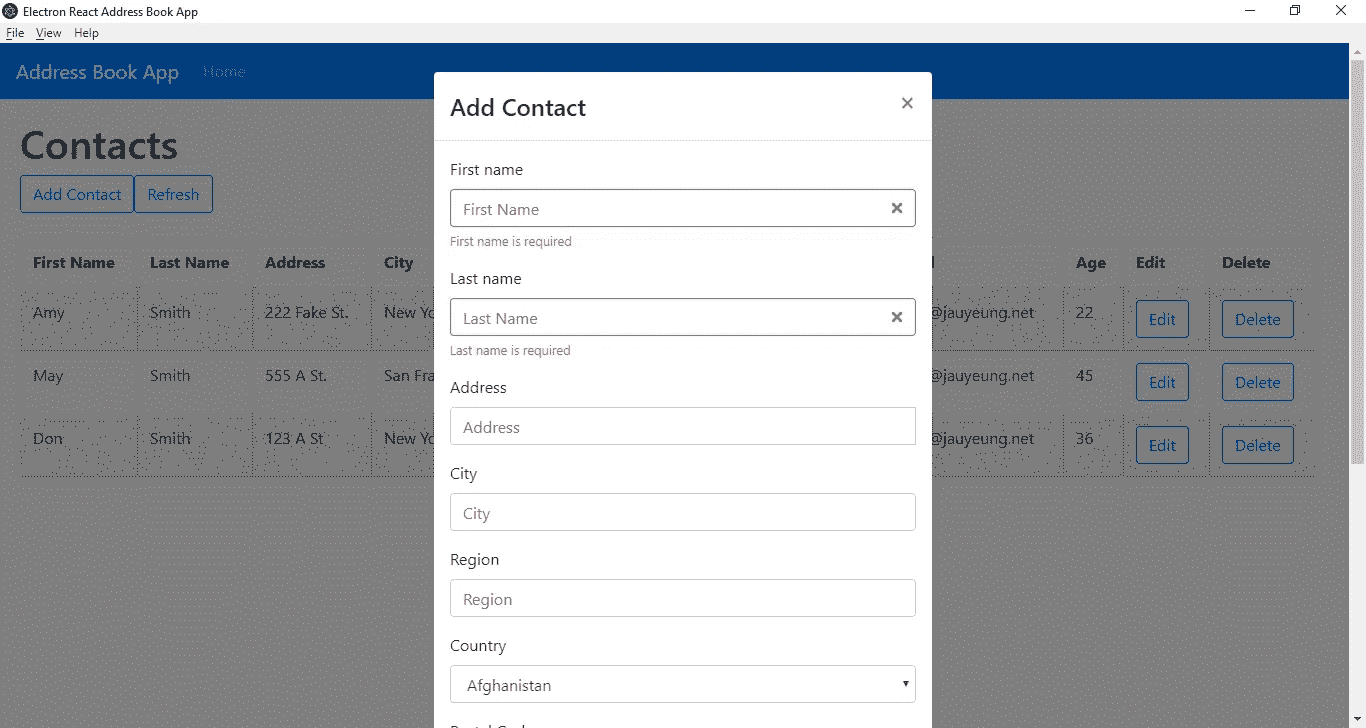 Electron React Address Book App
File View Help
Address Book App Home
Contacts
Add Contact Refresh
First Name Last Name Address City Age Edit Delete
Amy Smith 222 Fake St. New Yo @jauyeung.net 22 Edit Delete
May Smith 555 A St. San Fra @jauyeung.net 45 Edit Delete
Don Smith 123 A St New Yo @jauyeung.net 36 Edit Delete
Add Contact ×
First name
First Name
First name is required
Last name
Last Name
Last name is required
Address
Address
City
City
Region
Region
Country
Afghanistan